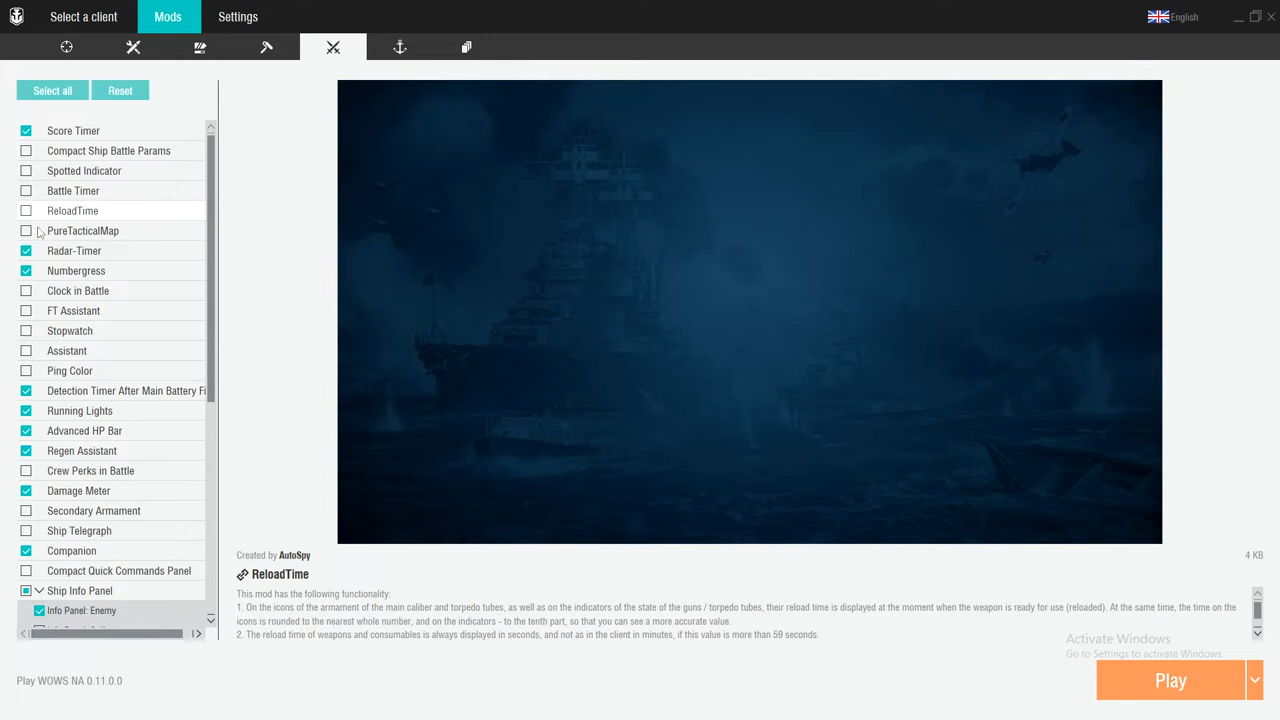 Select a client
Mods
Settings
English
Select all
Reset
Score Timer
Compact Ship Battle Params
Spotted Indicator
Battle Timer
ReloadTime
PureTacticalMap
Radar-Timer
Numbergress
Clock in Battle
FT Assistant
Stopwatch
Assistant
Ping Color
Detection Timer After Main Battery Fi
Running Lights
Advanced HP Bar
Regen Assistant
Crew Perks in Battle
Damage Meter
Secondary Armament
Ship Telegraph
Companion
Compact Quick Commands Panel
Ship Info Panel
Info Panel: Enemy
Created by AutoSpy
4 KB
ReloadTime
This mod has the following functionality:
1. On the icons of the armament of the main caliber and torpedo tubes, as well as on the indicators of the state of the guns / torpedo tubes, their reload time is displayed at the moment when the weapon is ready for use (reloaded). At the same time, the time on the
icons is rounded to the nearest whole number, and on the indicators - to the tenth part, so that you can see a more accurate value.
2. The reload time of weapons and consumables is always displayed in seconds, and not as in the client in minutes, if this value is more than 59 seconds.
Activate Windows
Go to Settings to activate Windows.
Play WOWS NA 0.11.0.0
Play